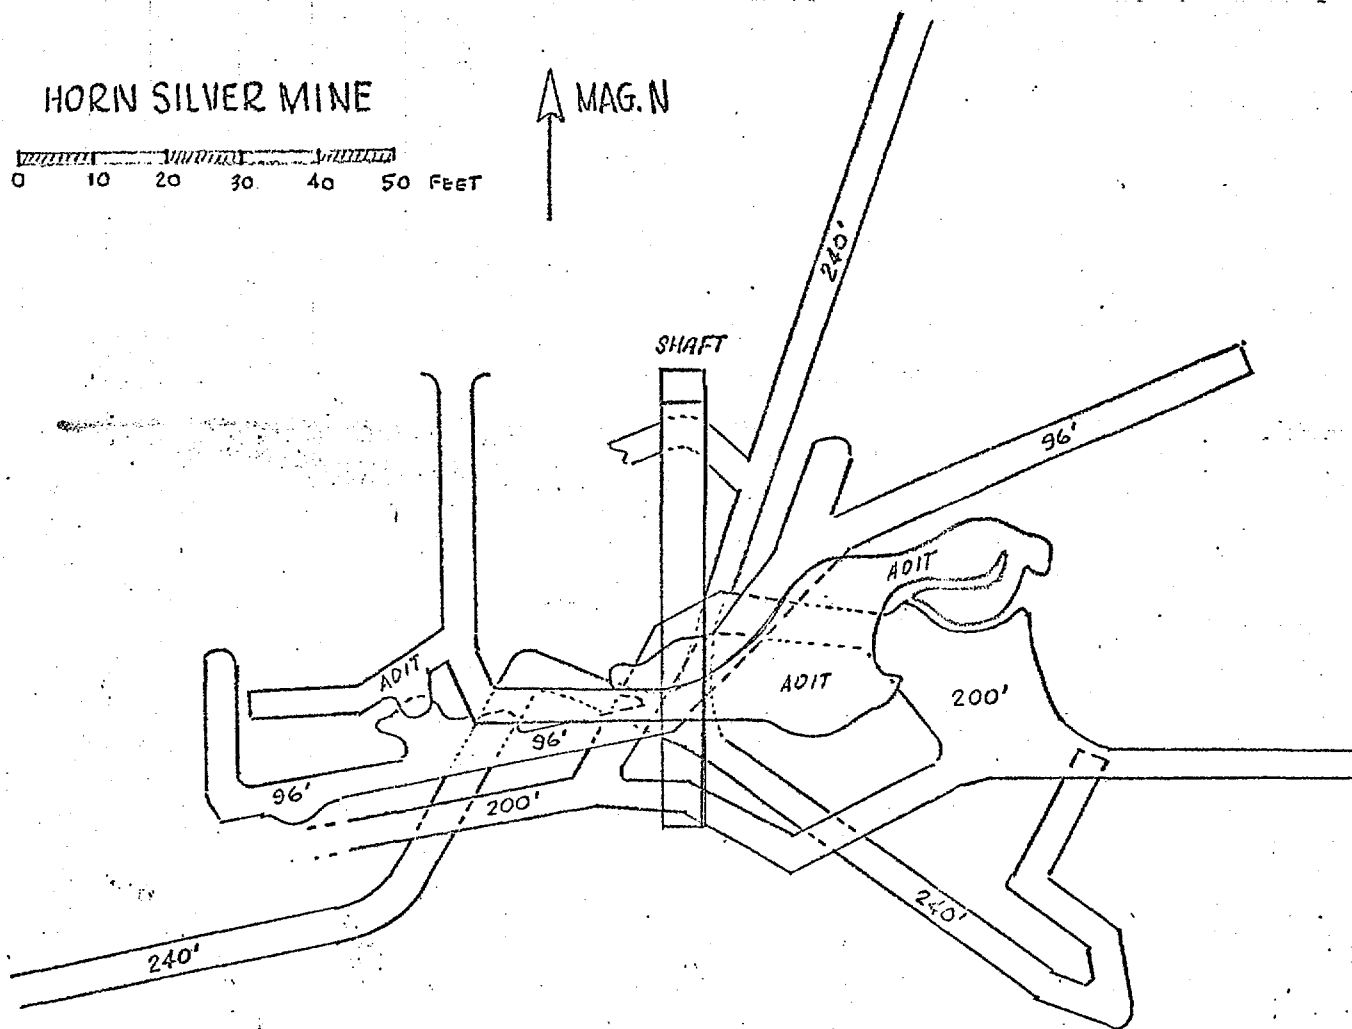 HORN SILVER MINE
MAG. N
0 10 20 30 40 50 FEET
240'
SHAFT
96'
ADIT
ADIT
ADIT
200'
96'
96'
200'
240'
240'